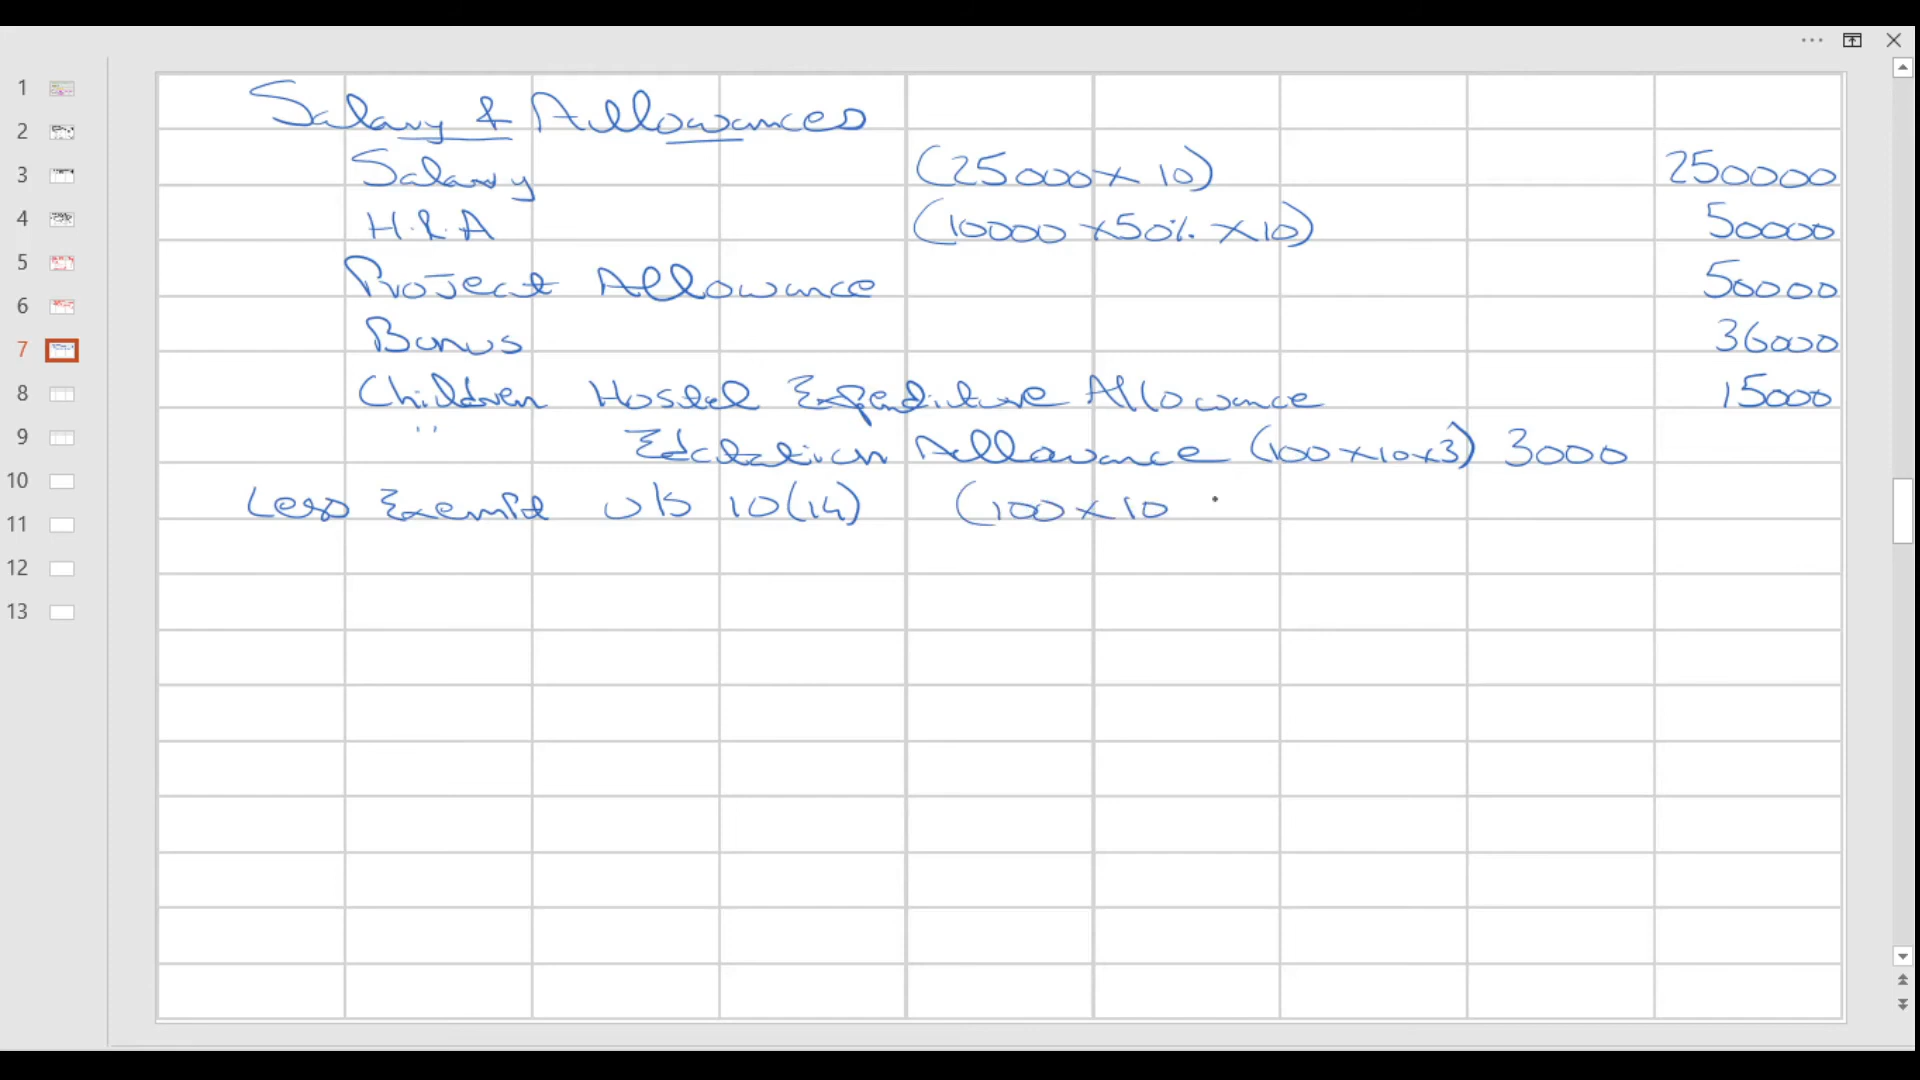 Salary & Allowances
Salary (25000 x 10) 250000
H.R.A (10000 x 50% x 10) 50000
Project Allowance 50000
Bonus 36000
Children Hostel Expenditure Allowance 15000
" Edcatation Allowance (100 x 10 x 3) 3000
Less Exempt u/s 10(14) (100 x 10
1
2
3
4
5
6
7
8
9
10
11
12
13